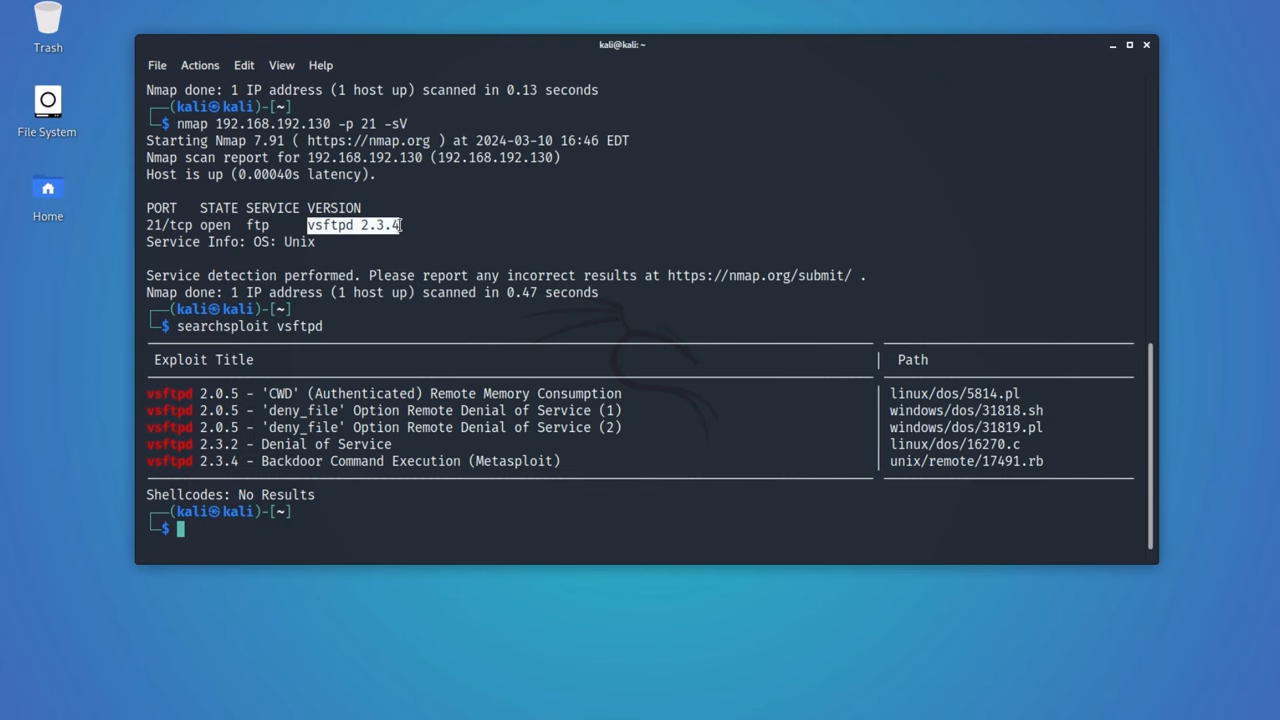 Trash
File System
Home
kali@kali: ~
File Actions Edit View Help
Nmap done: 1 IP address (1 host up) scanned in 0.13 seconds
┌──(kali㉿kali)-[~]
└─$ nmap 192.168.192.130 -p 21 -sV
Starting Nmap 7.91 ( https://nmap.org ) at 2024-03-10 16:46 EDT
Nmap scan report for 192.168.192.130 (192.168.192.130)
Host is up (0.00040s latency).
PORT STATE SERVICE VERSION
21/tcp open ftp vsftpd 2.3.4
Service Info: OS: Unix
Service detection performed. Please report any incorrect results at https://nmap.org/submit/ .
Nmap done: 1 IP address (1 host up) scanned in 0.47 seconds
┌──(kali㉿kali)-[~]
└─$ searchsploit vsftpd
Exploit Title | Path
vsftpd 2.0.5 - 'CWD' (Authenticated) Remote Memory Consumption | linux/dos/5814.pl
vsftpd 2.0.5 - 'deny_file' Option Remote Denial of Service (1) | windows/dos/31818.sh
vsftpd 2.0.5 - 'deny_file' Option Remote Denial of Service (2) | windows/dos/31819.pl
vsftpd 2.3.2 - Denial of Service | linux/dos/16270.c
vsftpd 2.3.4 - Backdoor Command Execution (Metasploit) | unix/remote/17491.rb
Shellcodes: No Results
┌──(kali㉿kali)-[~]
└─$